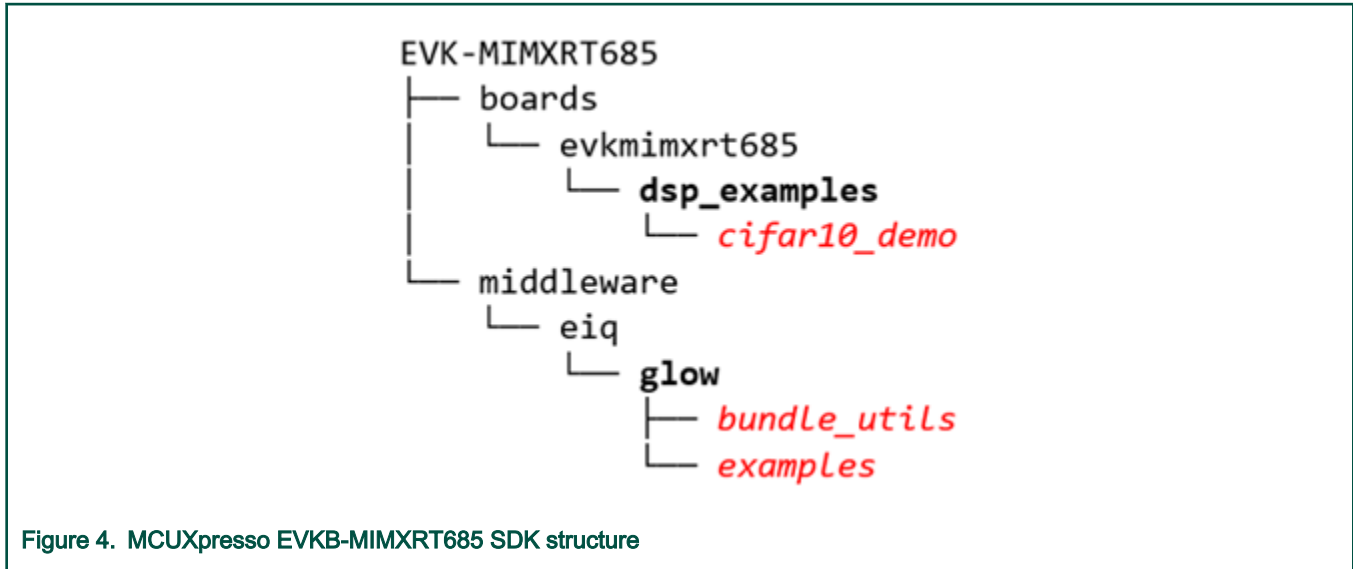 EVK-MIMXRT685
├── boards
│   └── evkmimxrt685
│       └── dsp_examples
│           └── cifar10_demo
└── middleware
    └── eiq
        └── glow
            ├── bundle_utils
            └── examples
Figure 4. MCUXpresso EVKB-MIMXRT685 SDK structure